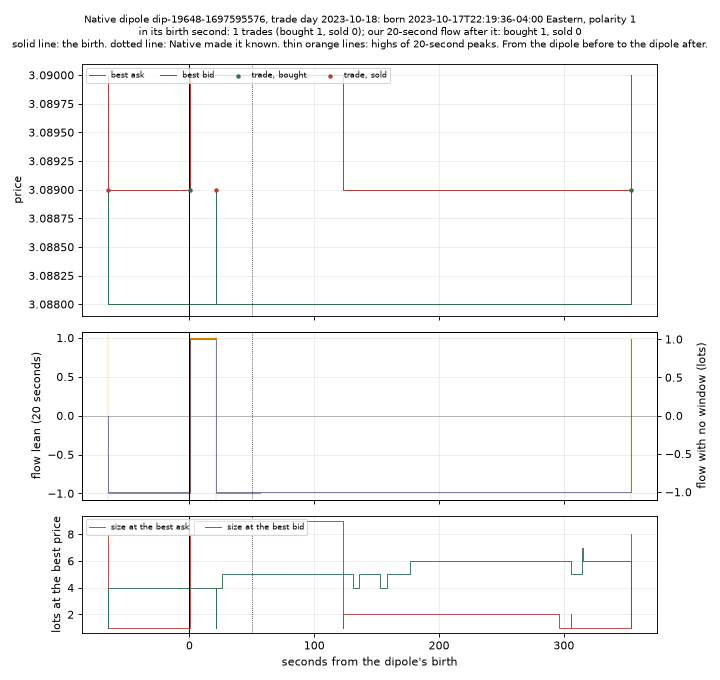 Native dipole dip-19648-1697595576, trade day 2023-10-18: born 2023-10-17T22:19:36-04:00 Eastern, polarity 1
in its birth second: 1 trades (bought 1, sold 0); our 20-second flow after it: bought 1, sold 0
solid line: the birth. dotted line: Native made it known. thin orange lines: highs of 20-second peaks. From the dipole before to the dipole after.
best ask best bid trade, bought trade, sold
3.09000
3.08975
3.08950
3.08925
3.08900
3.08875
3.08850
3.08825
3.08800
price
1.0
0.5
0.0
−0.5
−1.0
flow lean (20 seconds)
1.0
0.5
0.0
−0.5
−1.0
flow with no window (lots)
size at the best ask size at the best bid
8
6
4
2
lots at the best price
0 100 200 300
seconds from the dipole's birth